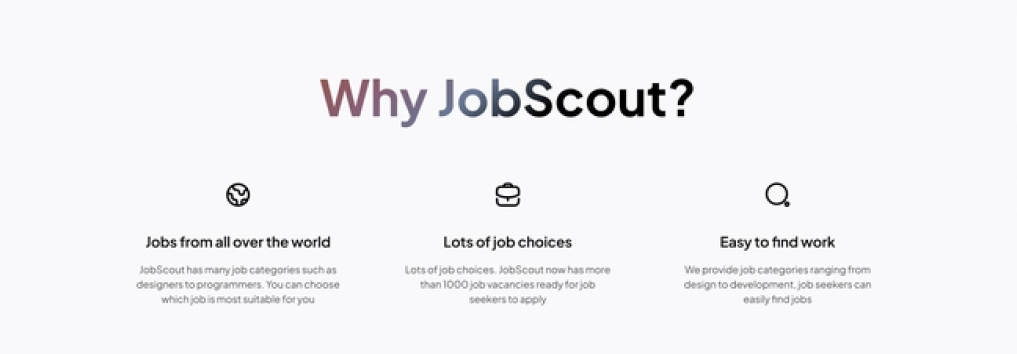 Why JobScout?
Jobs from all over the world
JobScout has many job categories such as
designers to programmers. You can choose
which job is most suitable for you
Lots of job choices
Lots of job choices. JobScout now has more
than 1000 job vacancies ready for job
seekers to apply
Easy to find work
We provide job categories ranging from
design to development, job seekers can
easily find jobs